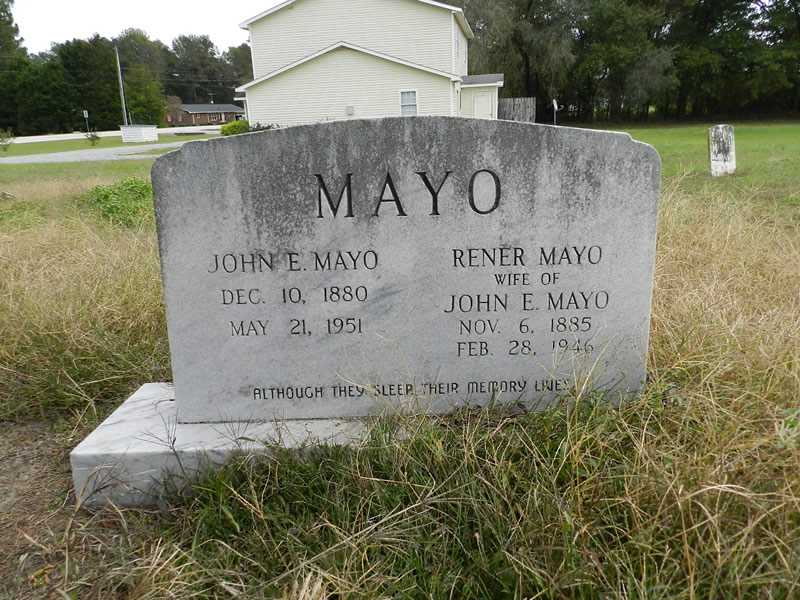 MAYO
JOHN E. MAYO
DEC. 10, 1880
MAY 21, 1951
RENER MAYO
WIFE OF
JOHN E. MAYO
NOV. 6, 1885
FEB. 28, 1946
ALTHOUGH THEY SLEEP THEIR MEMORY LIVES